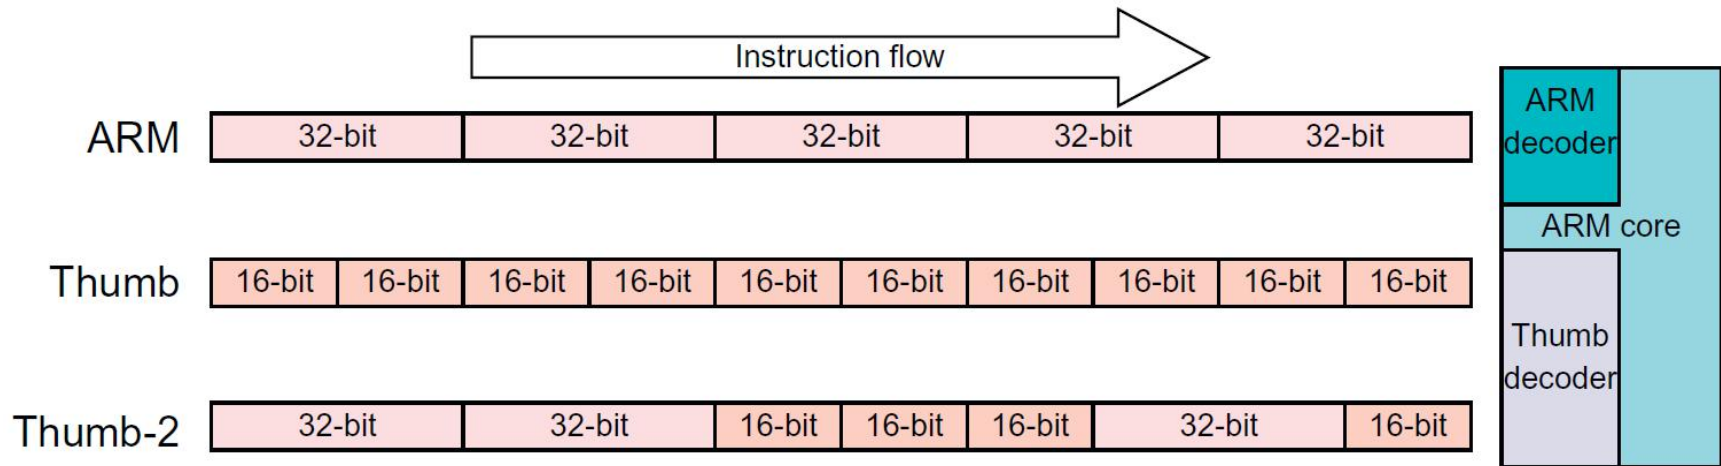 Instruction flow
ARM 32-bit 32-bit 32-bit 32-bit 32-bit
Thumb 16-bit 16-bit 16-bit 16-bit 16-bit 16-bit 16-bit 16-bit 16-bit 16-bit
Thumb-2 32-bit 32-bit 16-bit 16-bit 16-bit 32-bit 16-bit
ARM
decoder
ARM core
Thumb
decoder